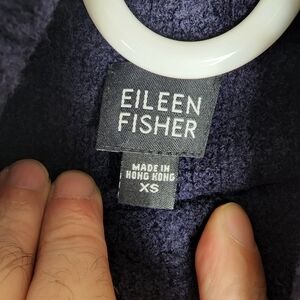 EILEEN
FISHER
MADE IN
HONG KONG
XS